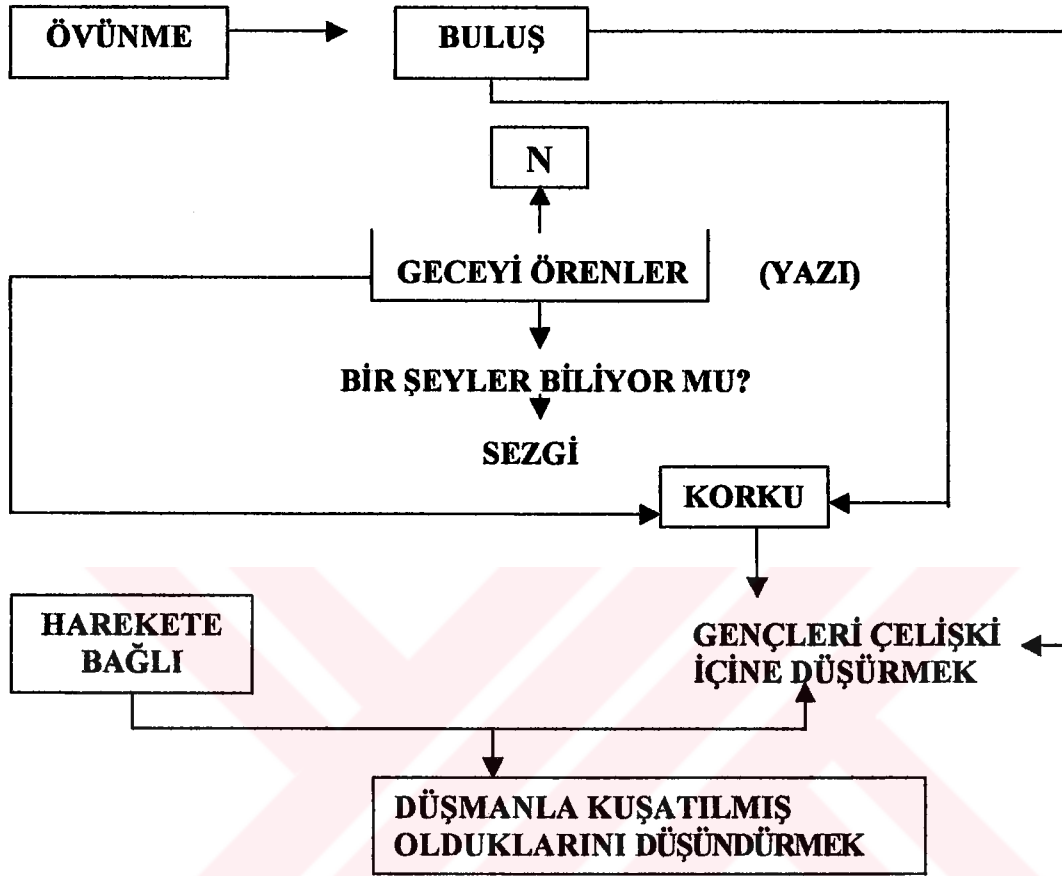 ÖVÜNME
BULUŞ
N
GECEYİ ÖRENLER
(YAZI)
BİR ŞEYLER BİLİYOR MU?
SEZGİ
KORKU
HAREKETE
BAĞLI
GENÇLERİ ÇELİŞKİ
İÇİNE DÜŞÜRMEK
DÜŞMANLA KUŞATILMIŞ
OLDUKLARINI DÜŞÜNDÜRMEK